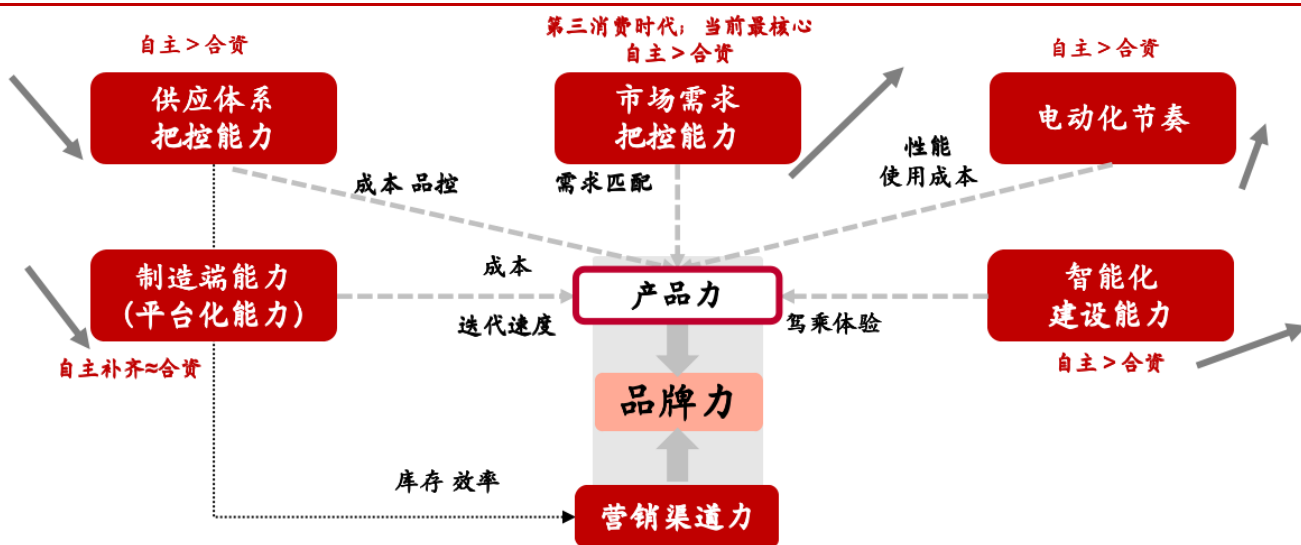 第三消费时代；当前最核心
自主＞合资
自主＞合资
自主＞合资
供应体系
把控能力
市场需求
把控能力
电动化节奏
成本 品控
需求匹配
性能
使用成本
制造端能力
（平台化能力）
成本
迭代速度
产品力
驾乘体验
智能化
建设能力
自主补齐≈合资
自主＞合资
品牌力
库存 效率
营销渠道力